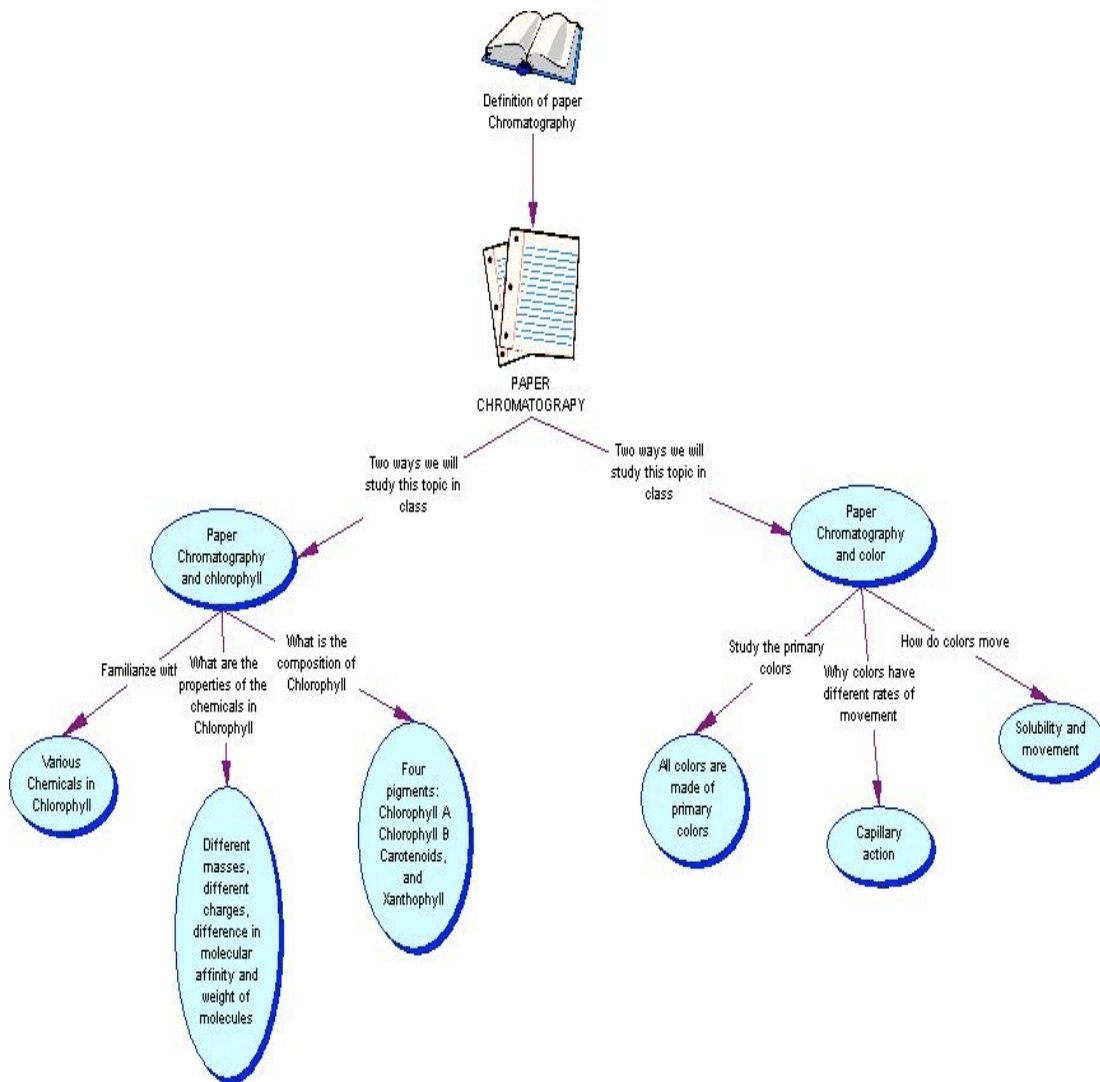 Definition of paper
Chromatography
PAPER
CHROMATOGRAPY
Two ways we will
study this topic in
class
Two ways we will
study this topic in
class
Paper
Chromatography
and chlorophyll
Paper
Chromatography
and color
Familiarize with
What are the
properties of the
chemicals in
Chlorophyll
What is the
composition of
Chlorophyll
Study the primary
colors
Why colors have
different rates of
movement
How do colors move
Various
Chemicals in
Chlorophyll
Different
masses,
different
charges,
difference in
molecular
affinity and
weight of
molecules
Four
pigments:
Chlorophyll A
Chlorophyll B
Carotenoids,
and
Xanthophyll
All colors are
made of
primary
colors
Capillary
action
Solubility and
movement